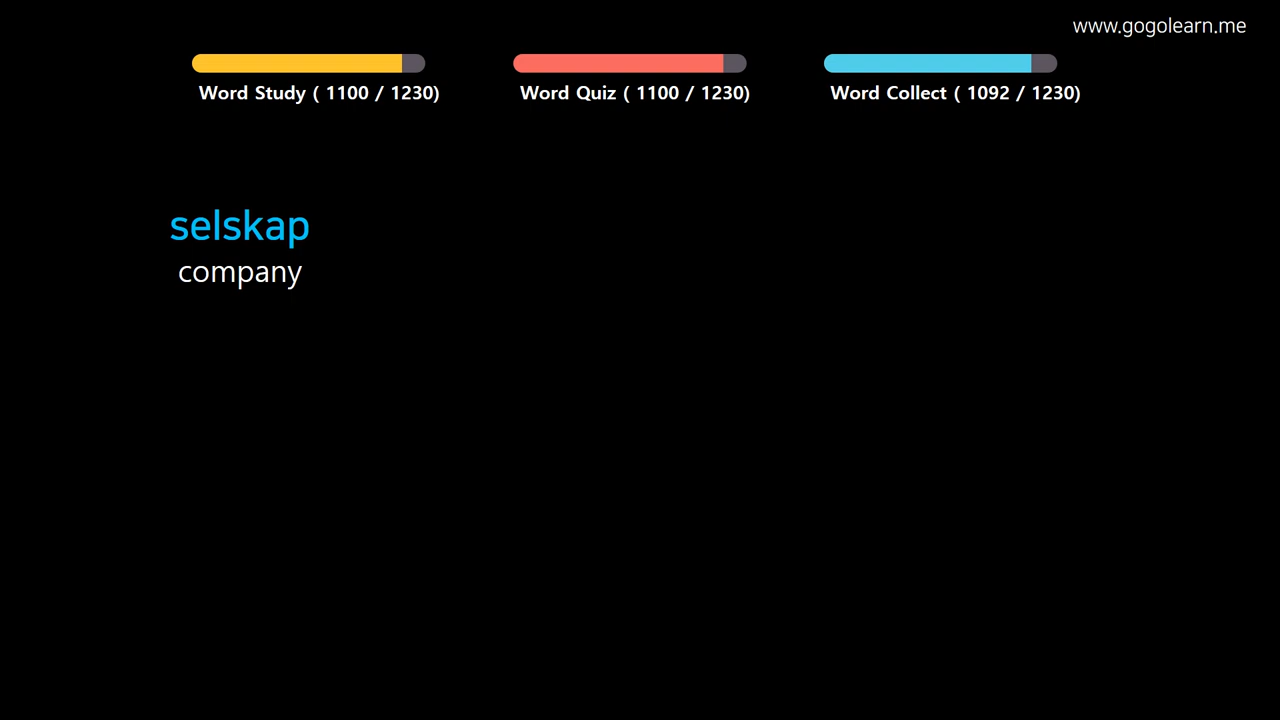 www.gogolearn.me
Word Study ( 1100 / 1230)
Word Quiz ( 1100 / 1230)
Word Collect ( 1092 / 1230)
selskap
company